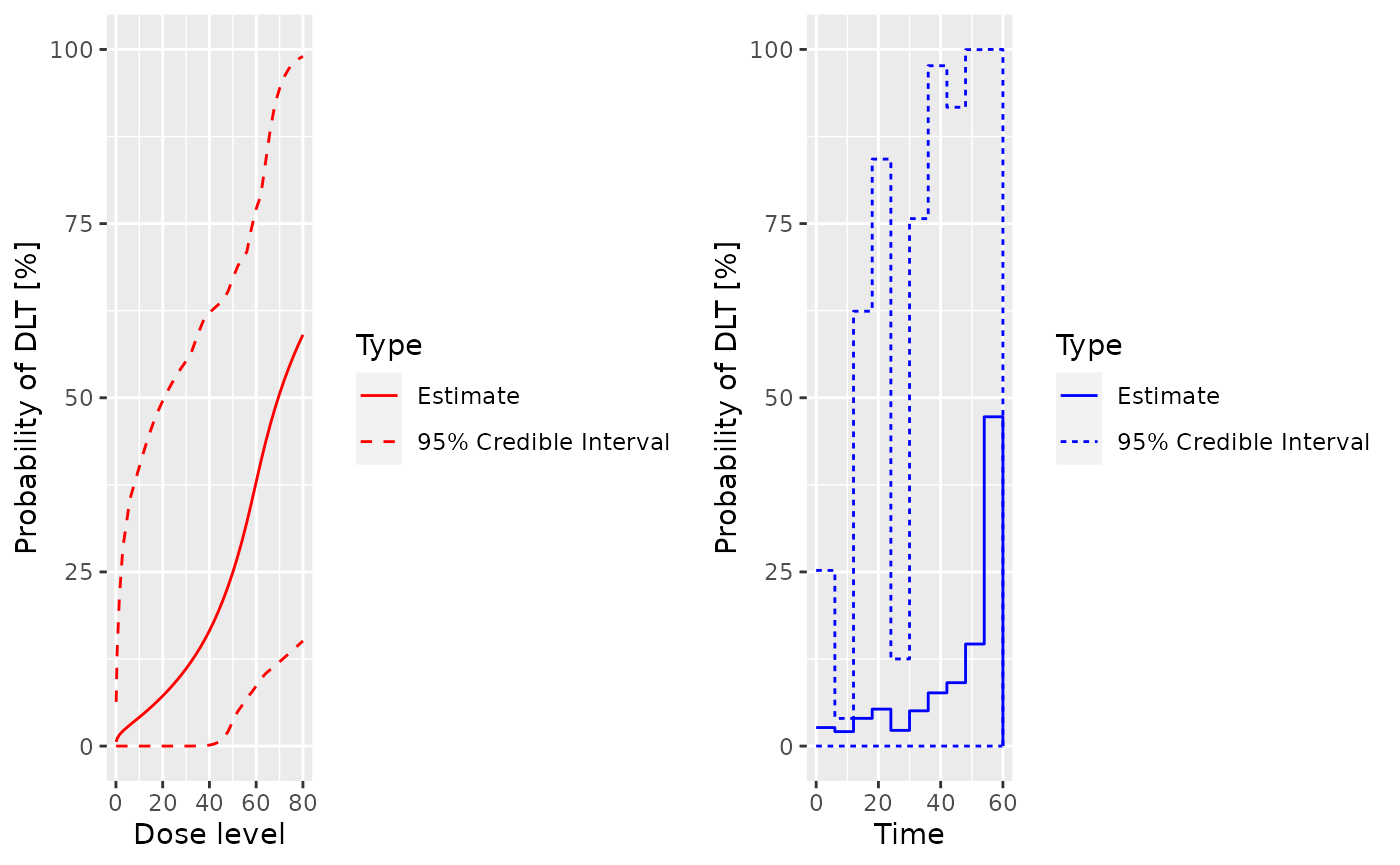 Probability of DLT [%]
100
75
50
25
0
0 20 40 60 80
Dose level
Type
Estimate
95% Credible Interval
Probability of DLT [%]
100
75
50
25
0
0 20 40 60
Time
Type
Estimate
95% Credible Interval